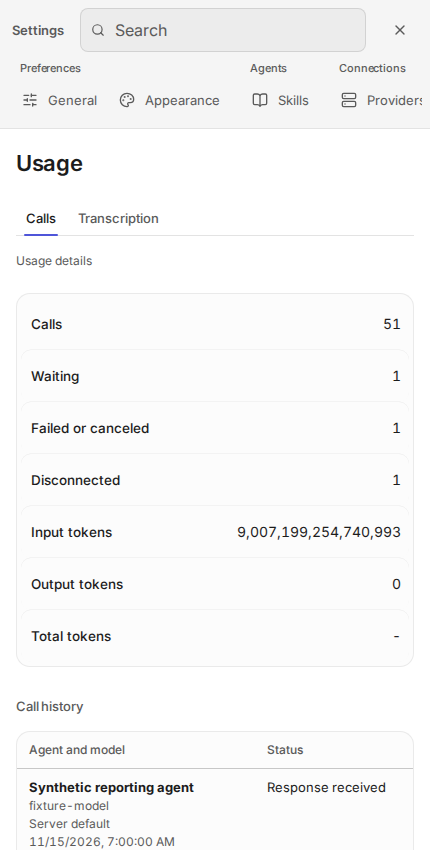 Settings
Search
Preferences
Agents
Connections
General
Appearance
Skills
Providers
Usage
Calls
Transcription
Usage details
Calls 51
Waiting 1
Failed or canceled 1
Disconnected 1
Input tokens 9,007,199,254,740,993
Output tokens 0
Total tokens -
Call history
Agent and model Status
Synthetic reporting agent Response received
fixture-model
Server default
11/15/2026, 7:00:00 AM